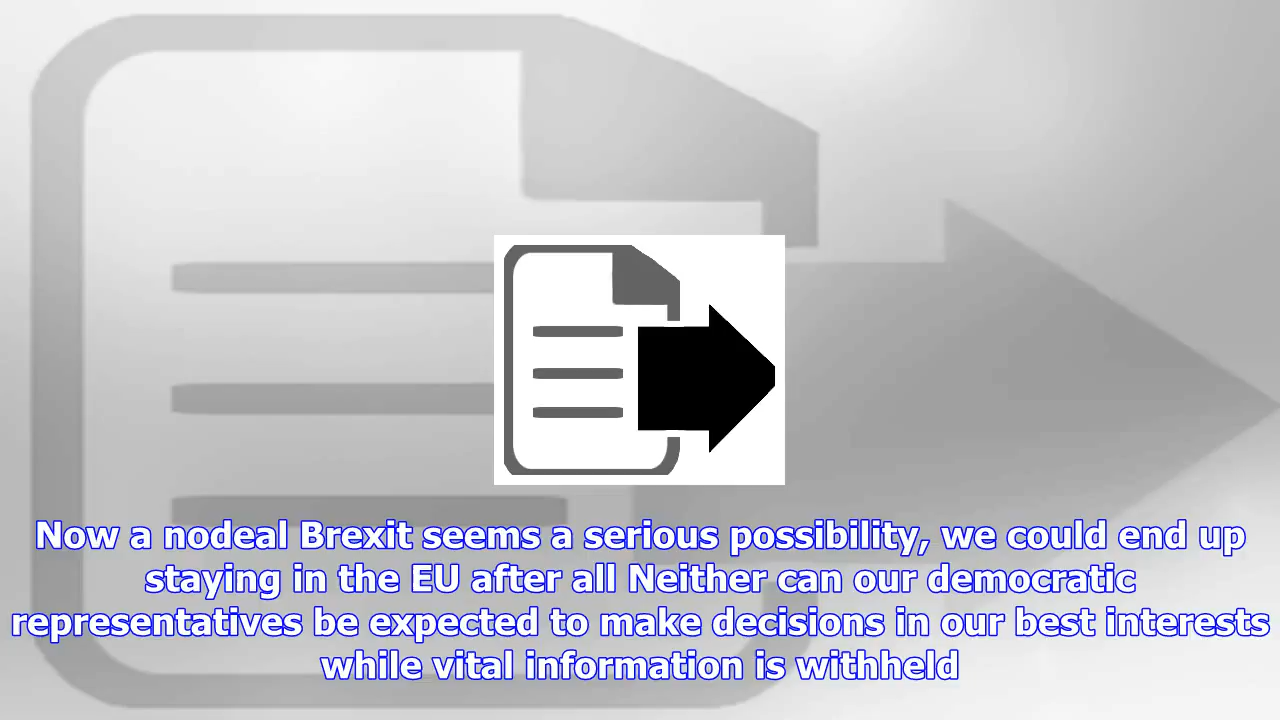 Now a nodeal Brexit seems a serious possibility, we could end up
staying in the EU after all Neither can our democratic
representatives be expected to make decisions in our best interests
while vital information is withheld